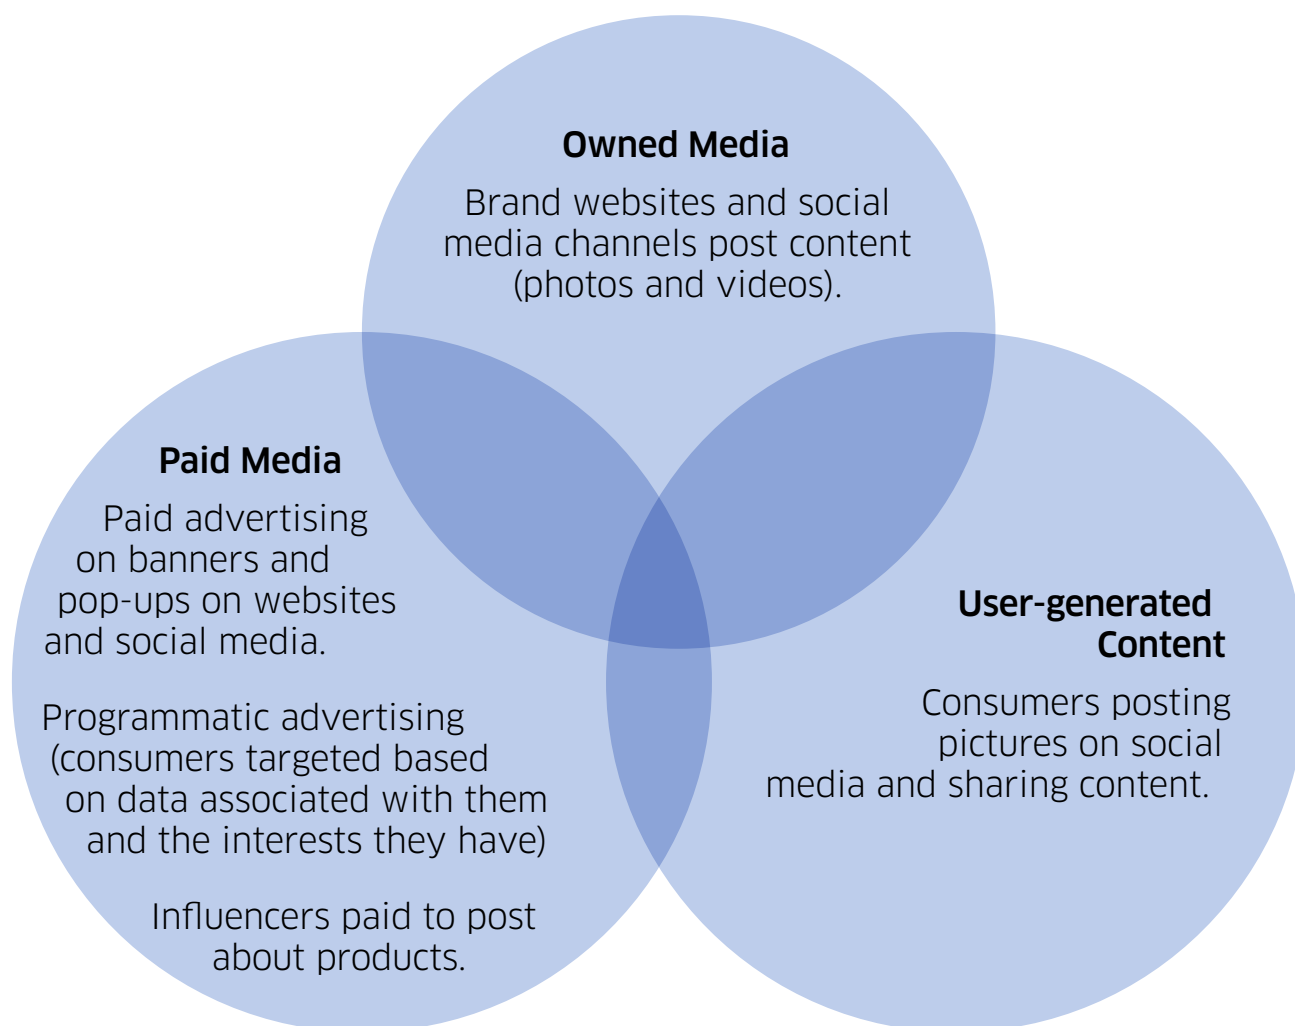 Owned Media
Brand websites and social
media channels post content
(photos and videos).
Paid Media
Paid advertising
on banners and
pop-ups on websites
and social media.
Programmatic advertising
(consumers targeted based
on data associated with them
and the interests they have)
Influencers paid to post
about products.
User-generated
Content
Consumers posting
pictures on social
media and sharing content.